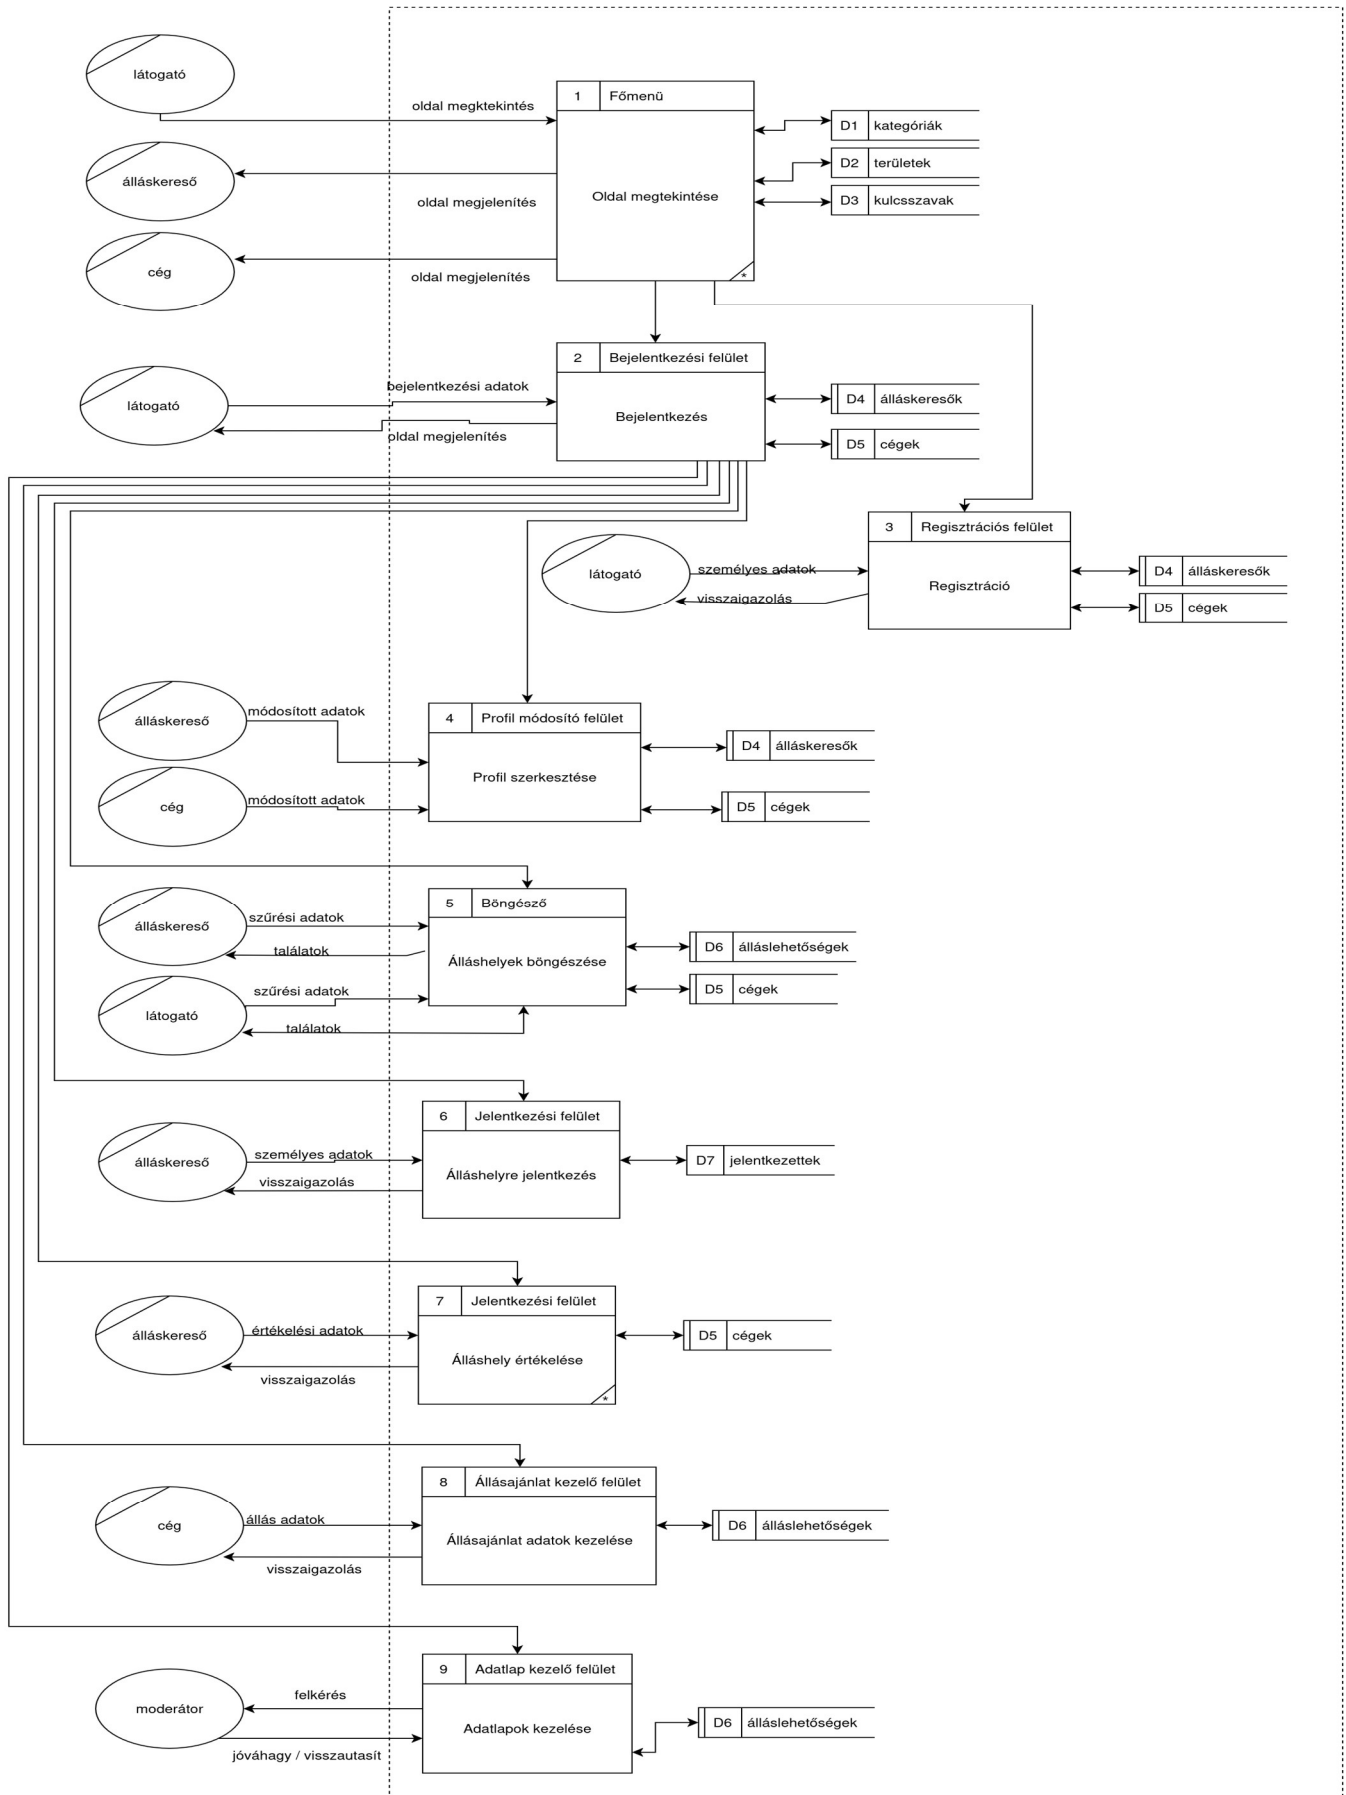 látogató
1 Főmenü
oldal megktekintés
D1 kategóriák
D2 területek
álláskereső
Oldal megtekintése
D3 kulcsszavak
oldal megjelenítés
cég
oldal megjelenítés
*
2 Bejelentkezési felület
bejelentkezési adatok
D4 álláskeresők
látogató
Bejelentkezés
oldal megjelenítés
D5 cégek
3 Regisztrációs felület
látogató
személyes adatok
D4 álláskeresők
Regisztráció
visszaigazolás
D5 cégek
álláskereső
módosított adatok
4 Profil módosító felület
D4 álláskeresők
Profil szerkesztése
cég
módosított adatok
D5 cégek
5 Böngésző
álláskereső
szűrési adatok
találatok
D6 álláslehetőségek
Álláshelyek böngészése
szűrési adatok
D5 cégek
látogató
találatok
6 Jelentkezési felület
álláskereső
személyes adatok
D7 jelentkezettek
Álláshelyre jelentkezés
visszaigazolás
7 Jelentkezési felület
álláskereső
értékelési adatok
D5 cégek
Álláshely értékelése
visszaigazolás
*
8 Állásajánlat kezelő felület
cég
állás adatok
D6 álláslehetőségek
Állásajánlat adatok kezelése
visszaigazolás
9 Adatlap kezelő felület
felkérés
moderátor
D6 álláslehetőségek
Adatlapok kezelése
jóváhagy / visszautasít